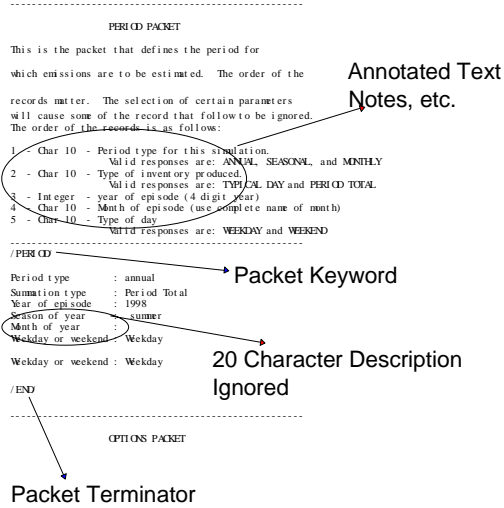 ------------------------------------------------------
PERIOD PACKET
This is the packet that defines the period for
which emissions are to be estimated. The order of the
records matter. The selection of certain parameters
will cause some of the record that follow to be ignored.
The order of the records is as follows:
1 - Char 10 - Period type for this simulation.
Valid responses are: ANNUAL, SEASONAL, and MONTHLY
2 - Char 10 - Type of inventory produced.
Valid responses are: TYPICAL DAY and PERIOD TOTAL
3 - Integer - year of episode (4 digit year)
4 - Char 10 - Month of episode (use complete name of month)
5 - Char 10 - Type of day
Valid responses are: WEEKDAY and WEEKEND
------------------------------------------------------
/PERIOD/
Period type : annual
Summation type : Period Total
Year of episode : 1998
Season of year : summer
Month of year :
Weekday or weekend : Weekday
Weekday or weekend : Weekday
/END/
------------------------------------------------------
OPTIONS PACKET
Annotated Text
Notes, etc.
Packet Keyword
20 Character Description
Ignored
Packet Terminator